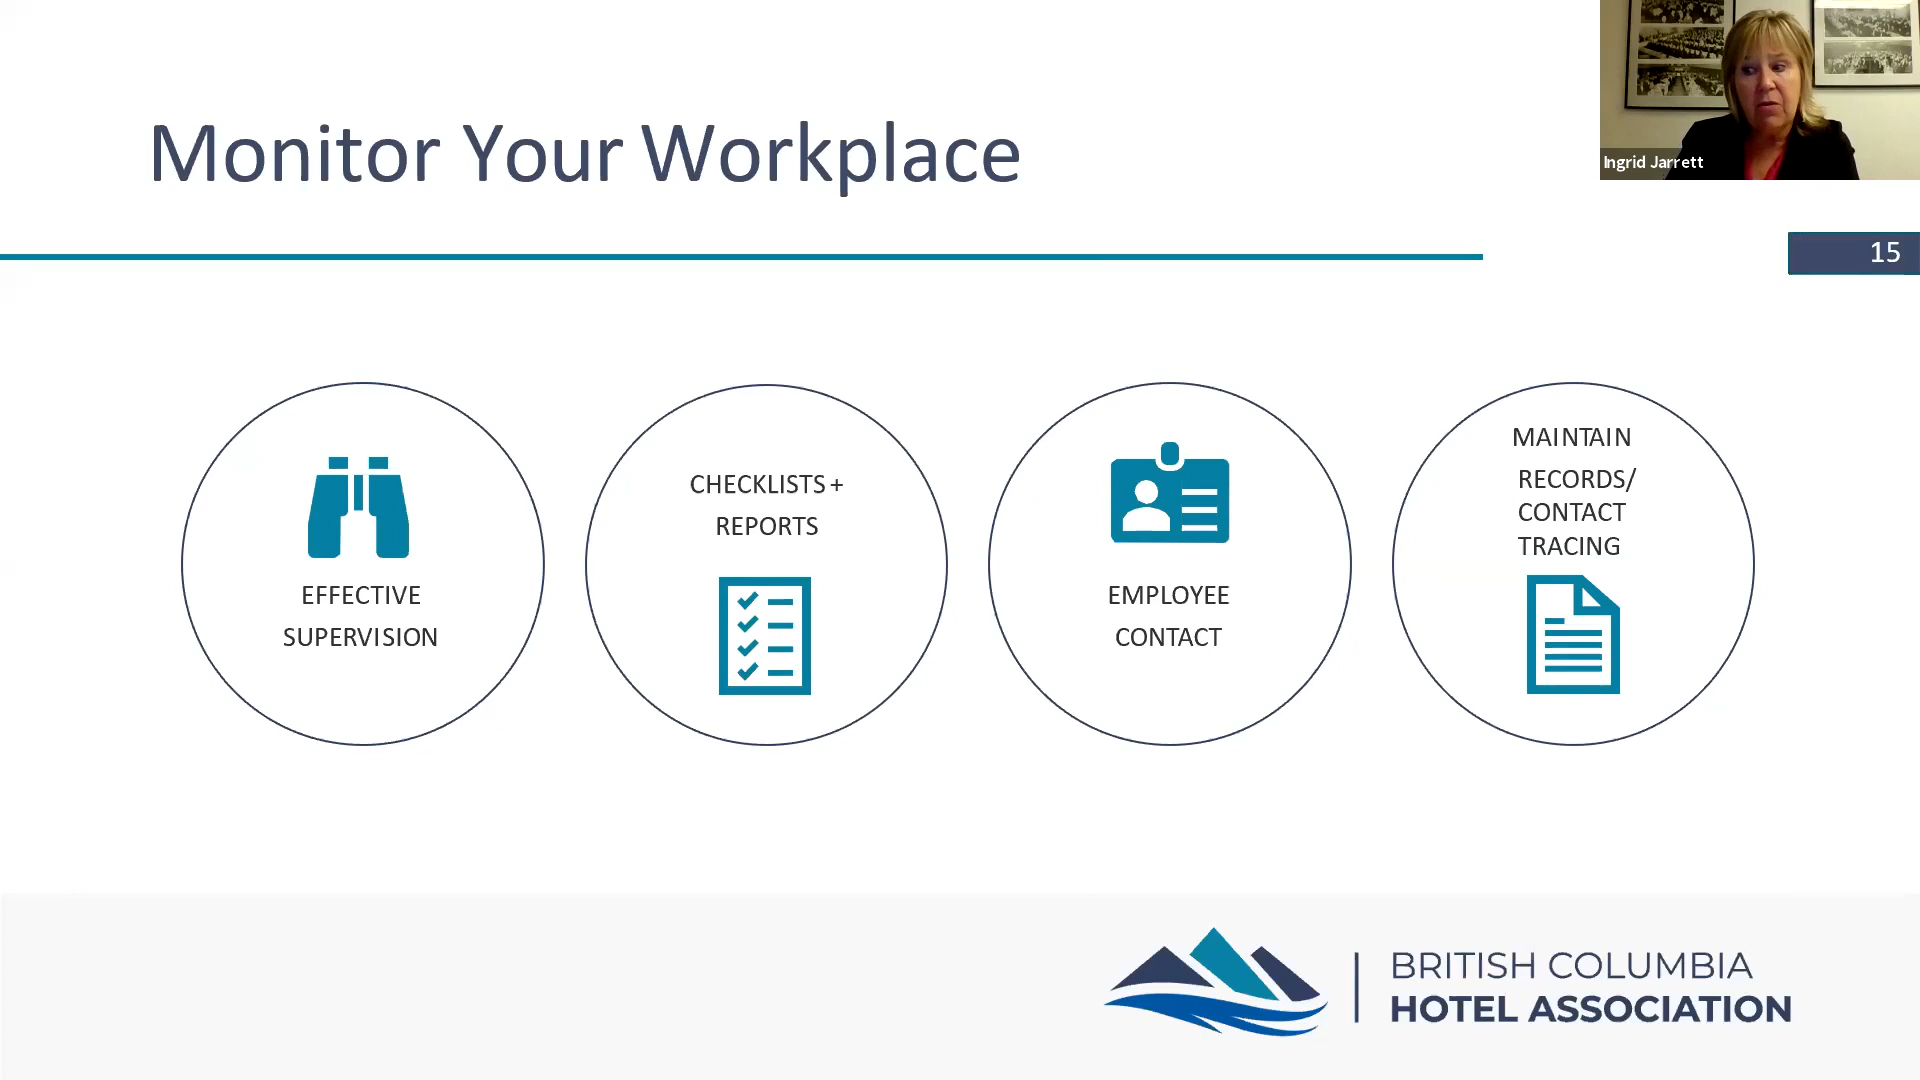 Monitor Your Workplace
Ingrid Jarrett
15
EFFECTIVE
SUPERVISION
CHECKLISTS +
REPORTS
EMPLOYEE
CONTACT
MAINTAIN
RECORDS/
CONTACT
TRACING
BRITISH COLUMBIA
HOTEL ASSOCIATION